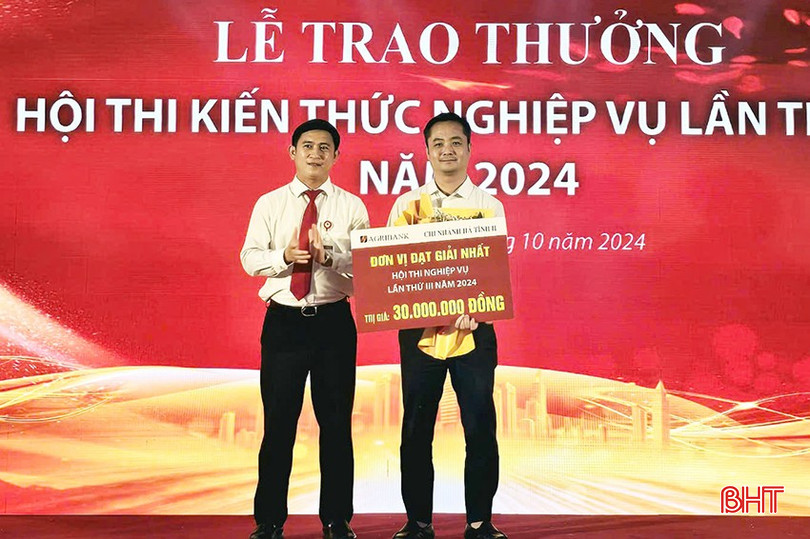 LỄ TRAO THƯỞNG
HỘI THI KIẾN THỨC NGHIỆP VỤ LẦN
NĂM 2024
10 năm 2024
AGRIBANK CHI NHÁNH HÀ TĨNH II
ĐƠN VỊ ĐẠT GIẢI NHẤT
HỘI THI NGHIỆP VỤ
LẦN THỨ III NĂM 2024
TRỊ GIÁ: 30.000.000 ĐỒNG
BHT